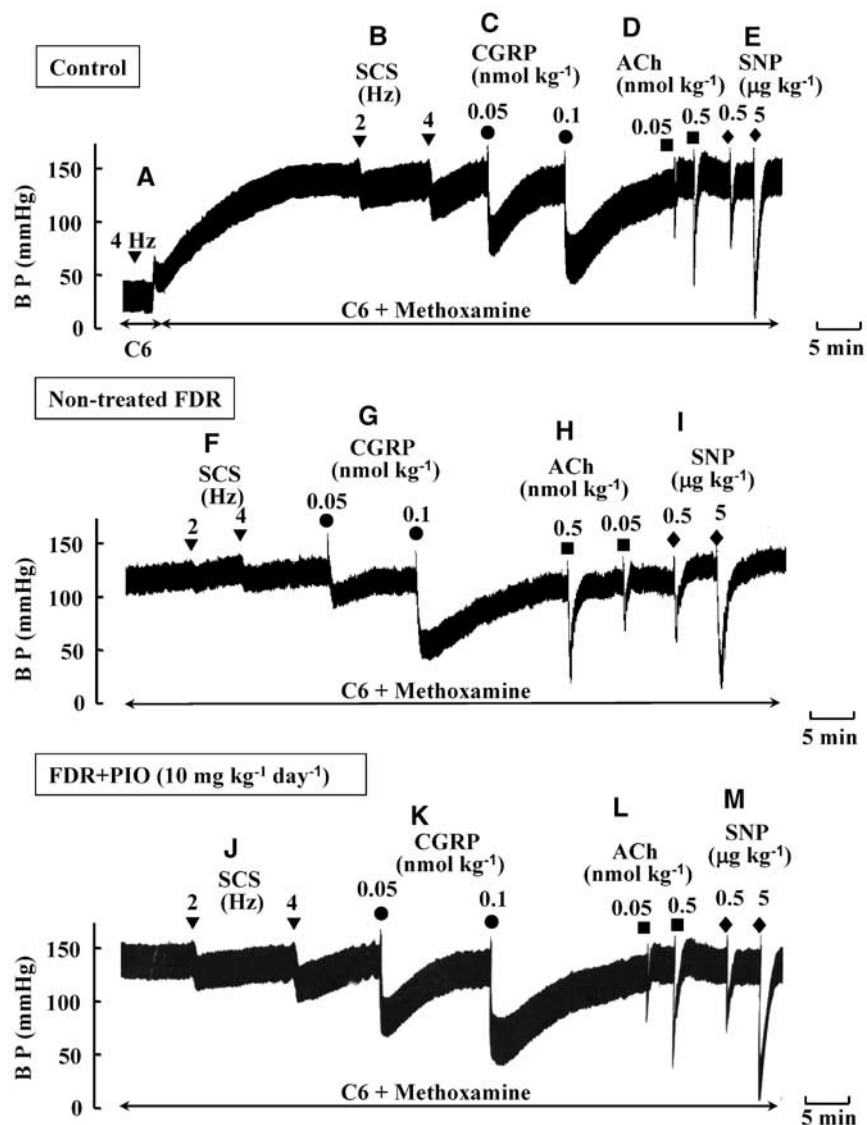 Control
A
4 Hz
B
SCS
(Hz)
2
4
C
CGRP
(nmol kg⁻¹)
0.05
0.1
D
ACh
(nmol kg⁻¹)
0.05
0.5
E
SNP
(µg kg⁻¹)
0.5
5
B P (mmHg)
150
100
50
0
C6 + Methoxamine
C6
5 min
Non-treated FDR
F
SCS
(Hz)
2
4
G
CGRP
(nmol kg⁻¹)
0.05
0.1
H
ACh
(nmol kg⁻¹)
0.5
0.05
I
SNP
(µg kg⁻¹)
0.5
5
B P (mmHg)
150
100
50
0
C6 + Methoxamine
5 min
FDR+PIO (10 mg kg⁻¹ day⁻¹)
J
SCS
(Hz)
2
4
K
CGRP
(nmol kg⁻¹)
0.05
0.1
L
ACh
(nmol kg⁻¹)
0.05
0.5
M
SNP
(µg kg⁻¹)
0.5
5
B P (mmHg)
150
100
50
0
C6 + Methoxamine
5 min